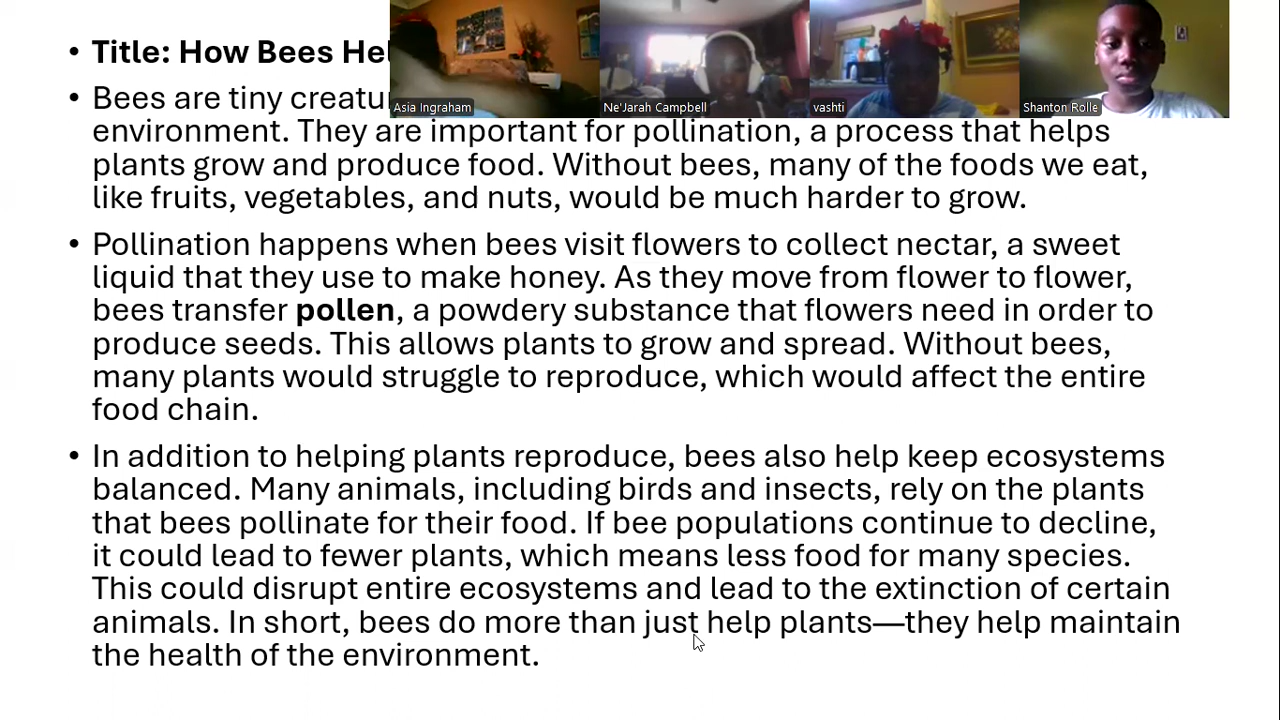 • Title: How Bees Hel
Asia Ingraham
Ne'Jarah Campbell
vashti
Shanton Rolle
• Bees are tiny creatu
environment. They are important for pollination, a process that helps
plants grow and produce food. Without bees, many of the foods we eat,
like fruits, vegetables, and nuts, would be much harder to grow.
• Pollination happens when bees visit flowers to collect nectar, a sweet
liquid that they use to make honey. As they move from flower to flower,
bees transfer pollen, a powdery substance that flowers need in order to
produce seeds. This allows plants to grow and spread. Without bees,
many plants would struggle to reproduce, which would affect the entire
food chain.
• In addition to helping plants reproduce, bees also help keep ecosystems
balanced. Many animals, including birds and insects, rely on the plants
that bees pollinate for their food. If bee populations continue to decline,
it could lead to fewer plants, which means less food for many species.
This could disrupt entire ecosystems and lead to the extinction of certain
animals. In short, bees do more than just help plants—they help maintain
the health of the environment.